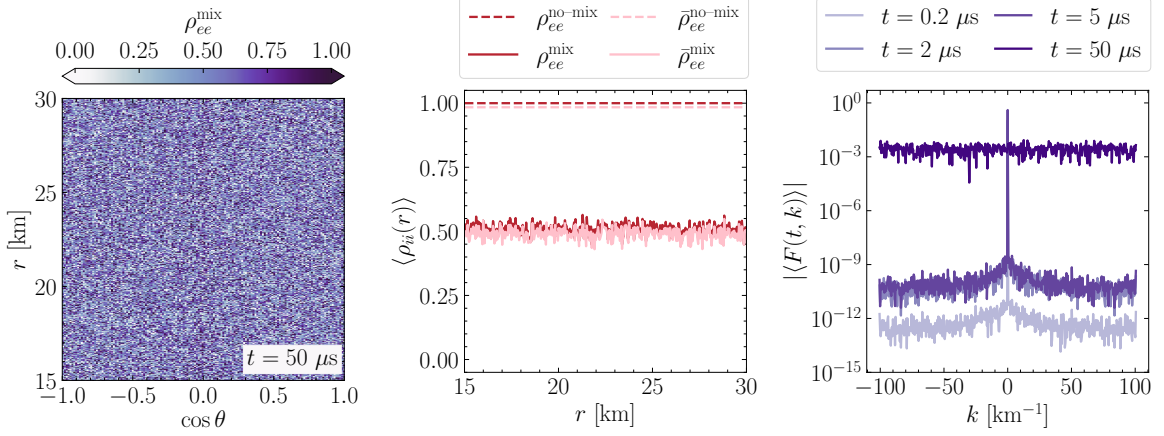 ρ_ee^mix
0.00 0.25 0.50 0.75 1.00
30
25
20
15
r [km]
t = 50 μs
−1.0 −0.5 0.0 0.5 1.0
cos θ
ρ_ee^no−mix ρ̄_ee^no−mix
ρ_ee^mix ρ̄_ee^mix
1.00
0.75
0.50
0.25
0.00
⟨ρ_ii(r)⟩
15 20 25 30
r [km]
t = 0.2 μs t = 5 μs
t = 2 μs t = 50 μs
10^0
10^−3
10^−6
10^−9
10^−12
10^−15
|⟨F(t, k)⟩|
−100 −50 0 50 100
k [km^−1]